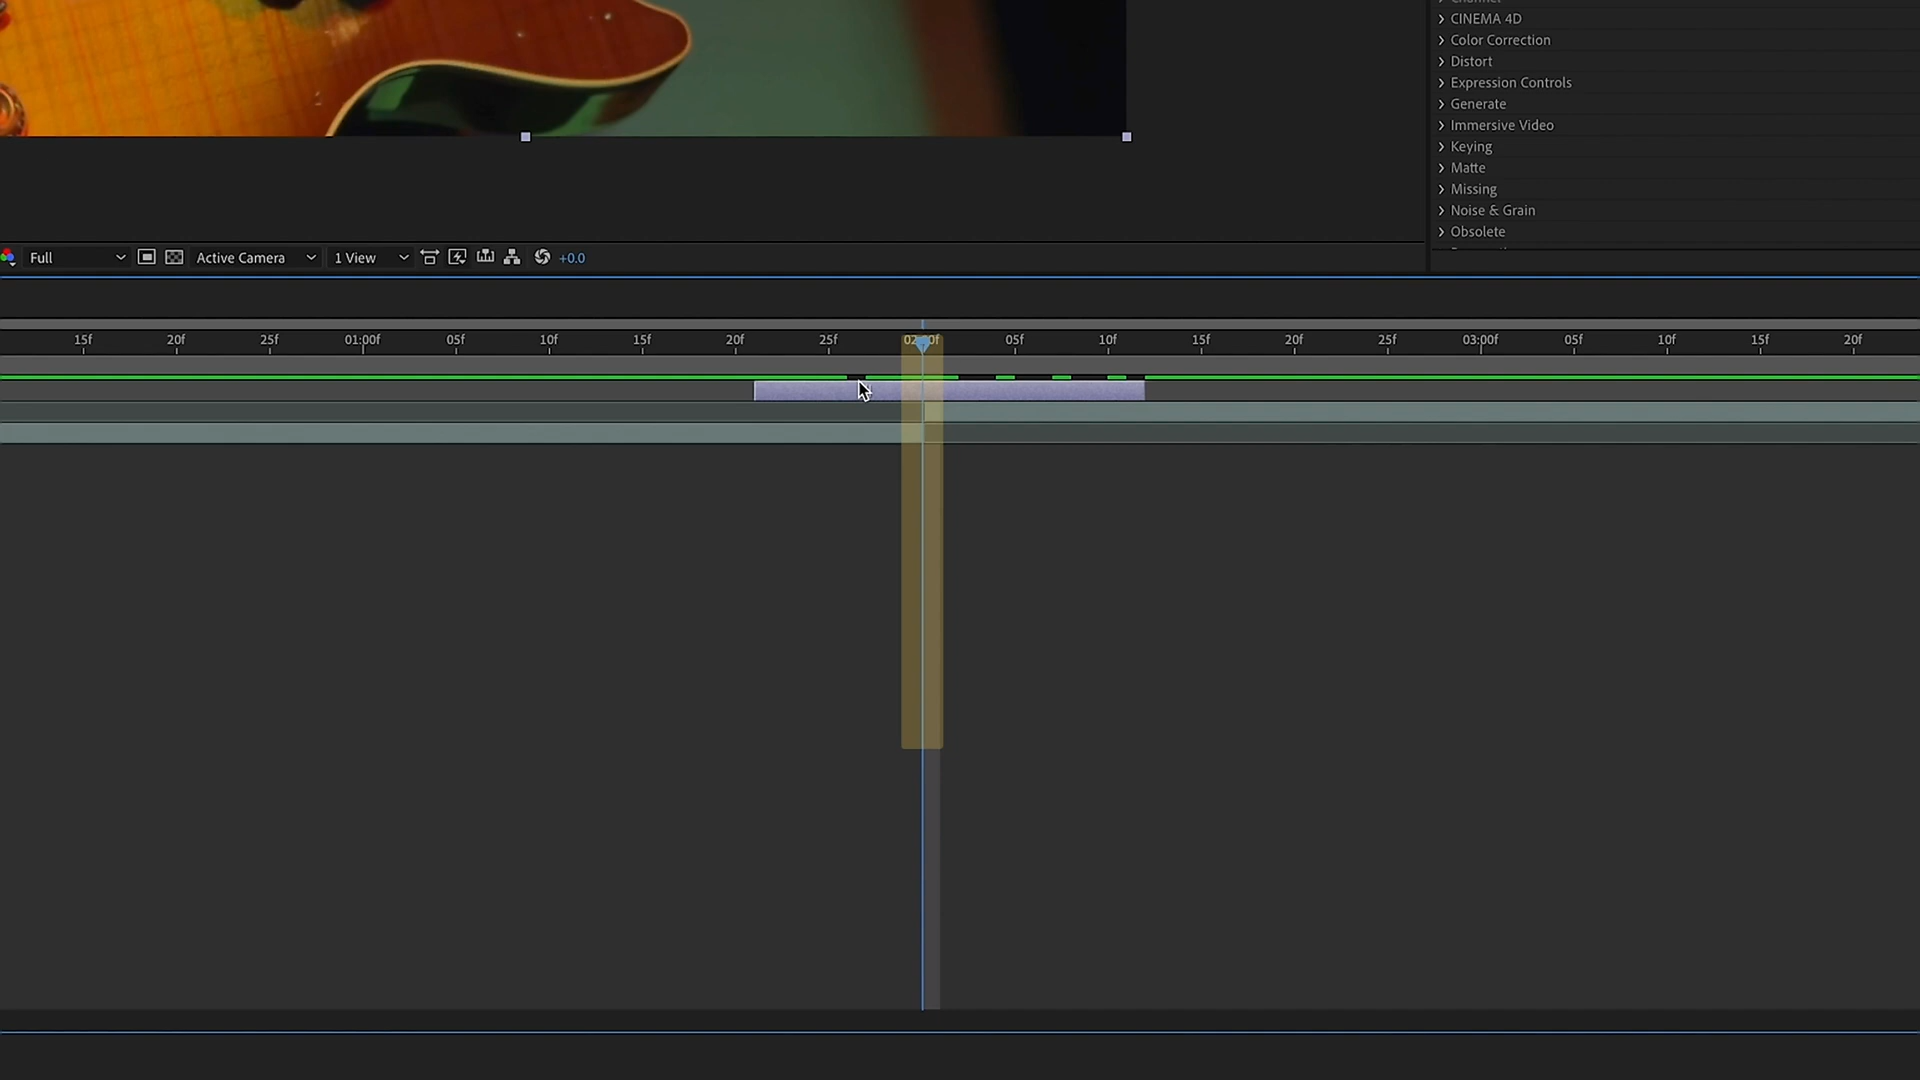 Channel
CINEMA 4D
Color Correction
Distort
Expression Controls
Generate
Immersive Video
Keying
Matte
Missing
Noise & Grain
Obsolete
Full Active Camera 1 View +0.0
15f 20f 25f 01:00f 05f 10f 15f 20f 25f 02:00f 05f 10f 15f 20f 25f 03:00f 05f 10f 15f 20f